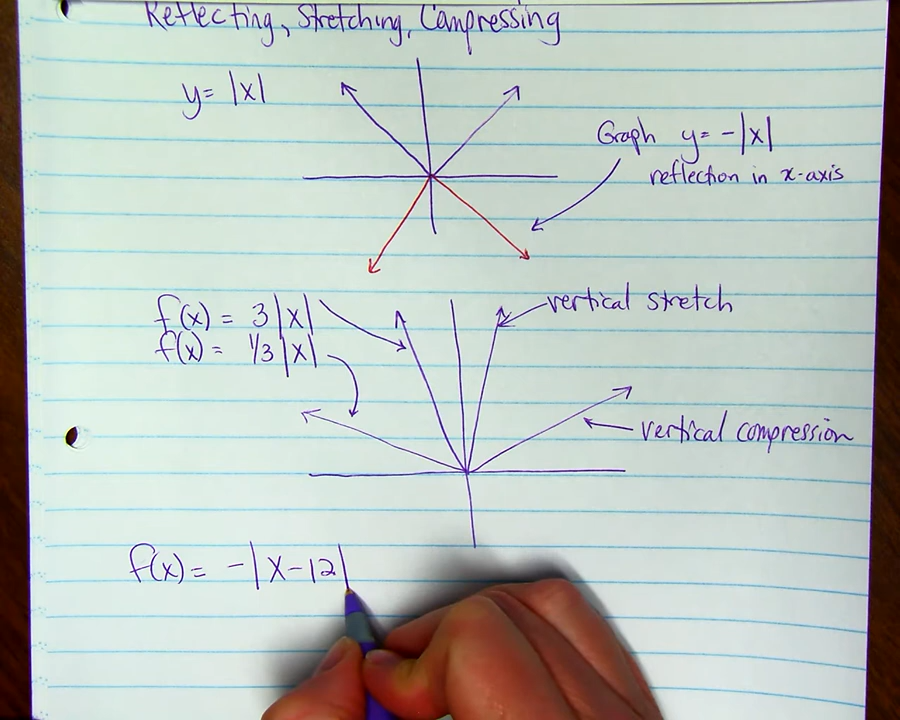 Reflecting, Stretching, Compressing
y= |x|
Graph y= -|x|
reflection in x-axis
f(x) = 3|x|
f(x) = 1/3|x|
vertical stretch
vertical compression
f(x) = -|x-12|